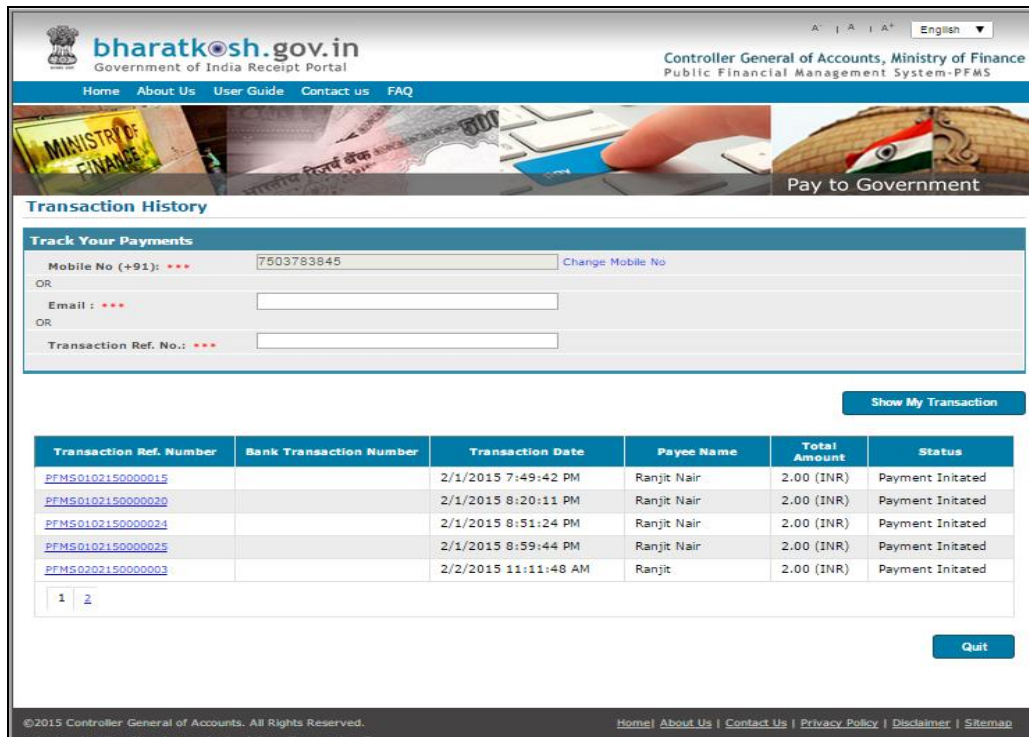 A- | A | A+ English ▼
bharatkosh.gov.in
Government of India Receipt Portal
Controller General of Accounts, Ministry of Finance
Public Financial Management System-PFMS
Home About Us User Guide Contact us FAQ
MINISTRY OF
FINANCE
भारतीय रिज़र्व बैंक
500
Pay to Government
Transaction History
Track Your Payments
Mobile No (+91): *** 7503783845 Change Mobile No
OR
Email : ***
OR
Transaction Ref. No.: ***
Show My Transaction
Transaction Ref. Number Bank Transaction Number Transaction Date Payee Name Total Amount Status
PFMS0102150000015 2/1/2015 7:49:42 PM Ranjit Nair 2.00 (INR) Payment Initated
PFMS0102150000020 2/1/2015 8:20:11 PM Ranjit Nair 2.00 (INR) Payment Initated
PFMS0102150000024 2/1/2015 8:51:24 PM Ranjit Nair 2.00 (INR) Payment Initated
PFMS0102150000025 2/1/2015 8:59:44 PM Ranjit Nair 2.00 (INR) Payment Initated
PFMS0202150000003 2/2/2015 11:11:48 AM Ranjit 2.00 (INR) Payment Initated
1 2
Quit
©2015 Controller General of Accounts. All Rights Reserved.
Home| About Us | Contact Us | Privacy Policy | Disclaimer | Sitemap